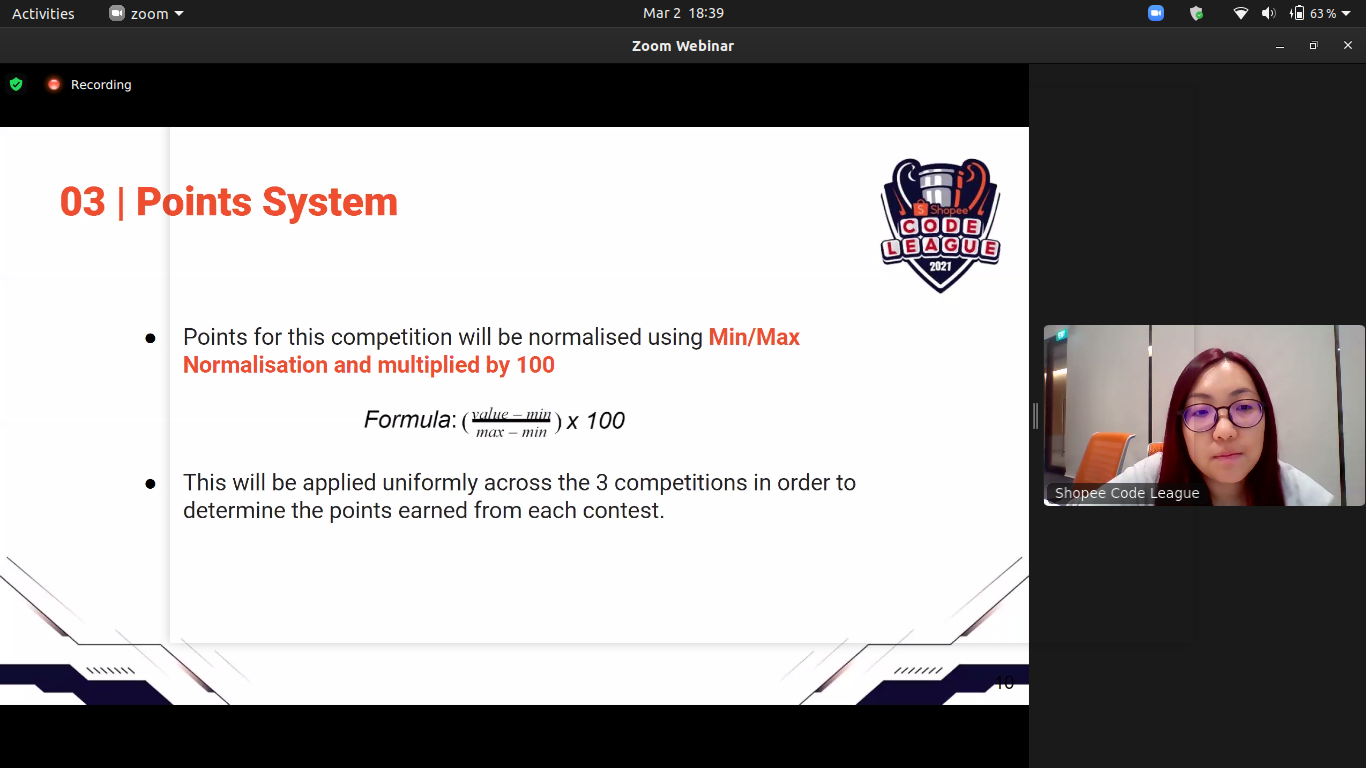 Activities
zoom
Mar 2 18:39
63 %
Zoom Webinar
Recording
03 | Points System
Shopee
CODE
LEAGUE
2021
● Points for this competition will be normalised using Min/Max
Normalisation and multiplied by 100
Formula: (value – min / max – min) x 100
● This will be applied uniformly across the 3 competitions in order to
determine the points earned from each contest.
10
Shopee Code League